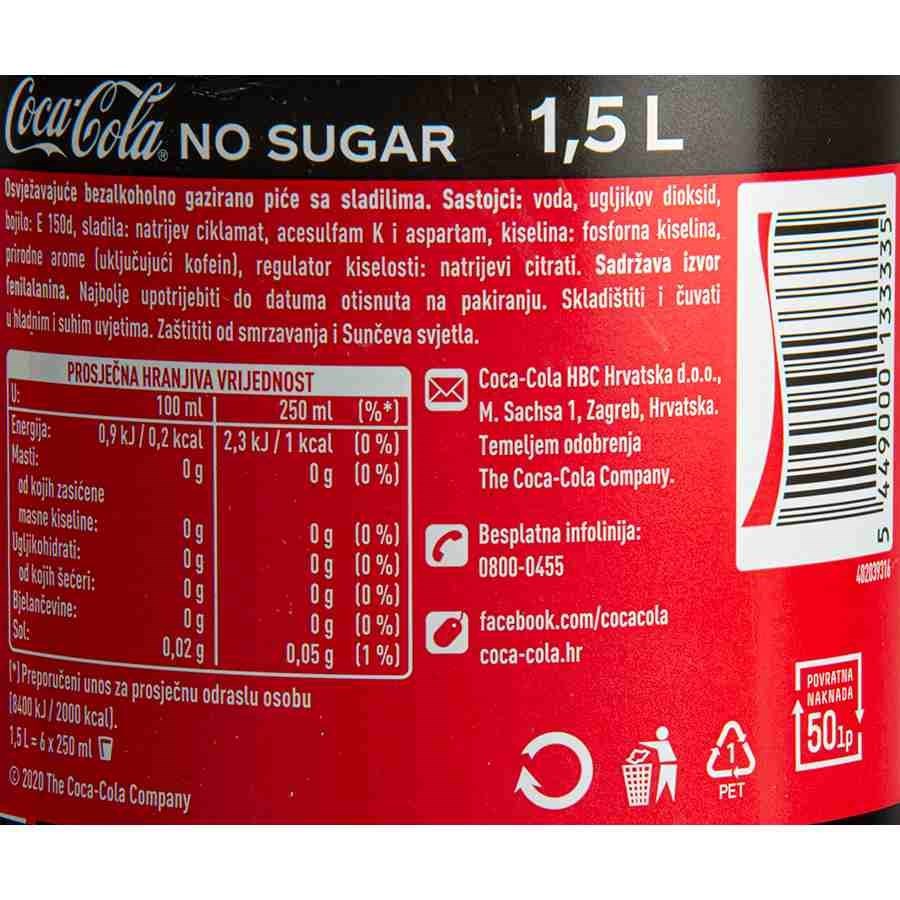 Coca-Cola® NO SUGAR 1,5 L
Osvježavajuće bezalkoholno gazirano piće sa sladilima. Sastojci: voda, ugljikov dioksid,
bojilo: E 150d, sladila: natrijev ciklamat, acesulfam K i aspartam, kiselina: fosforna kiselina,
prirodne arome (uključujući kofein), regulator kiselosti: natrijevi citrati. Sadržava izvor
fenilalanina. Najbolje upotrijebiti do datuma otisnuta na pakiranju. Skladištiti i čuvati
u hladnim i suhim uvjetima. Zaštititi od smrzavanja i Sunčeva svjetla.
PROSJEČNA HRANJIVA VRIJEDNOST
U: 100 ml 250 ml (%*)
Energija: 0,9 kJ / 0,2 kcal 2,3 kJ / 1 kcal (0 %)
Masti: 0 g 0 g (0 %)
od kojih zasićene
masne kiseline: 0 g 0 g (0 %)
Ugljikohidrati: 0 g 0 g (0 %)
od kojih šećeri: 0 g 0 g (0 %)
Bjelančevine: 0 g 0 g (0 %)
Sol: 0,02 g 0,05 g (1 %)
(*) Preporučeni unos za prosječnu odraslu osobu
(8400 kJ / 2000 kcal).
1,5 L = 6 x 250 ml
© 2020 The Coca-Cola Company
Coca-Cola HBC Hrvatska d.o.o.,
M. Sachsa 1, Zagreb, Hrvatska.
Temeljem odobrenja
The Coca-Cola Company.
Besplatna infolinija:
0800-0455
facebook.com/cocacola
coca-cola.hr
5 449000 133335
482039316
POVRATNA
NAKNADA
50lp
1
PET